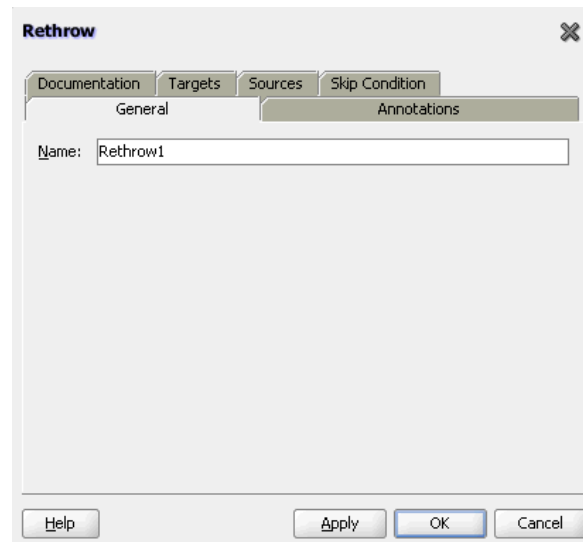 Rethrow
Documentation Targets Sources Skip Condition
General Annotations
Name: Rethrow1
Help Apply OK Cancel